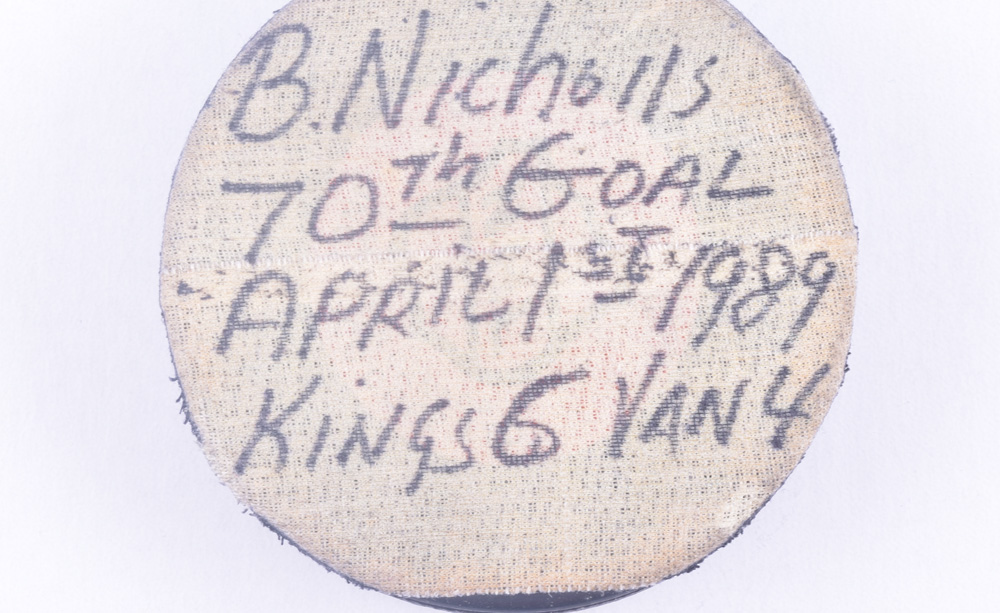 B. Nicholls
70th GOAL
APRIL 1st 1989
KINGS 6 VAN 4